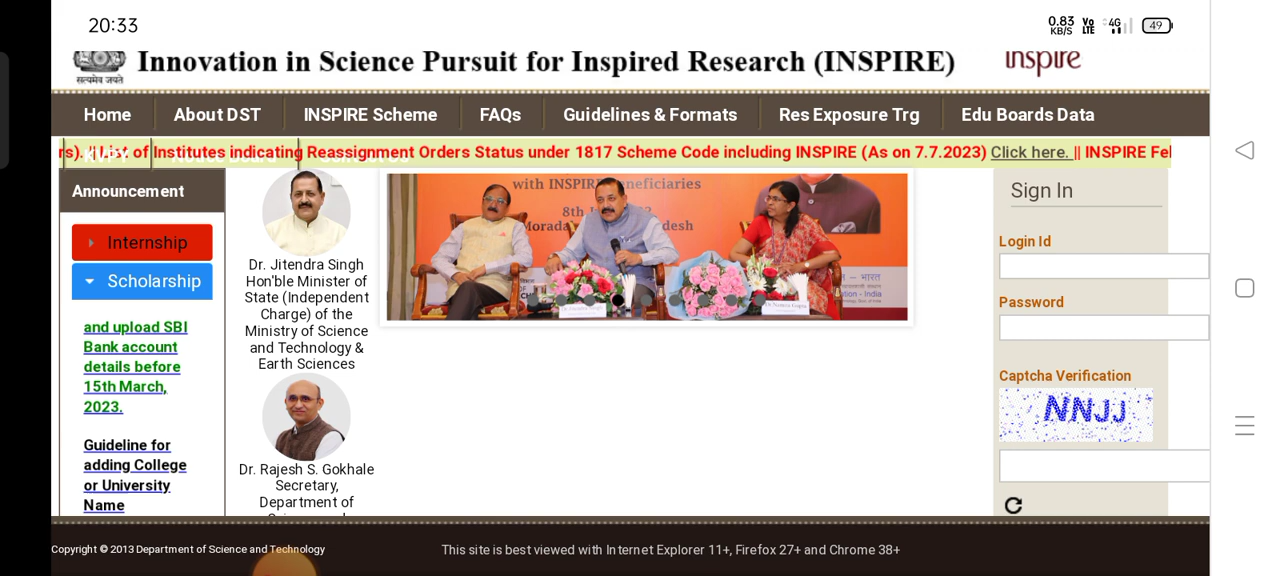 20:33
0.83 KB/S Vo LTE 4G 49
सत्यमेव जयते
Innovation in Science Pursuit for Inspired Research (INSPIRE)
inspire
Home About DST INSPIRE Scheme FAQs Guidelines & Formats Res Exposure Trg Edu Boards Data
rs). of Institutes indicating Reassignment Orders Status under 1817 Scheme Code including INSPIRE (As on 7.7.2023) Click here. || INSPIRE Fel
Announcement
Internship
Scholarship
and upload SBI
Bank account
details before
15th March,
2023.
Guideline for
adding College
or University
Name
Dr. Jitendra Singh
Hon'ble Minister of
State (Independent
Charge) of the
Ministry of Science
and Technology &
Earth Sciences
Dr. Rajesh S. Gokhale
Secretary,
Department of
with INSPIRE beneficiaries
8th
Morada desh
भारत
India
Sign In
Login Id
Password
Captcha Verification
NNJJ
Copyright © 2013 Department of Science and Technology
This site is best viewed with Internet Explorer 11+, Firefox 27+ and Chrome 38+